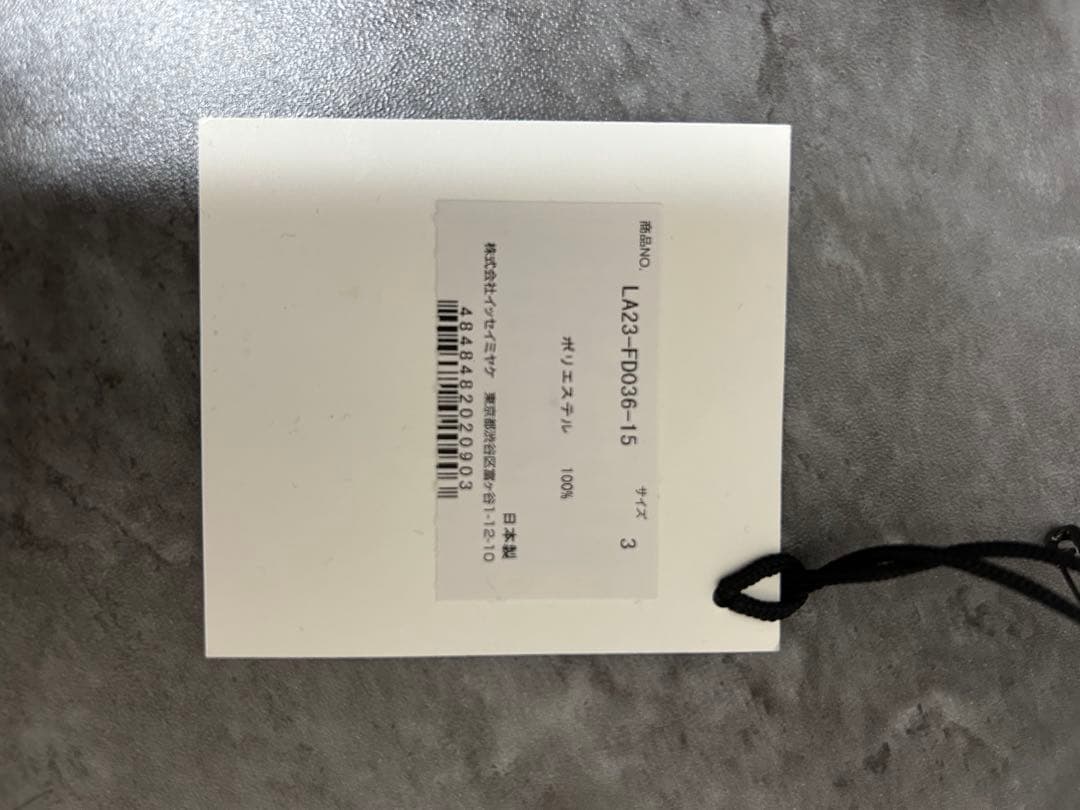 商品NO. サイズ
LA23-FD036-15 3
ポリエステル 100%
日本製
株式会社イッセイミヤケ 東京都渋谷区富ヶ谷1-12-10
4848482020903